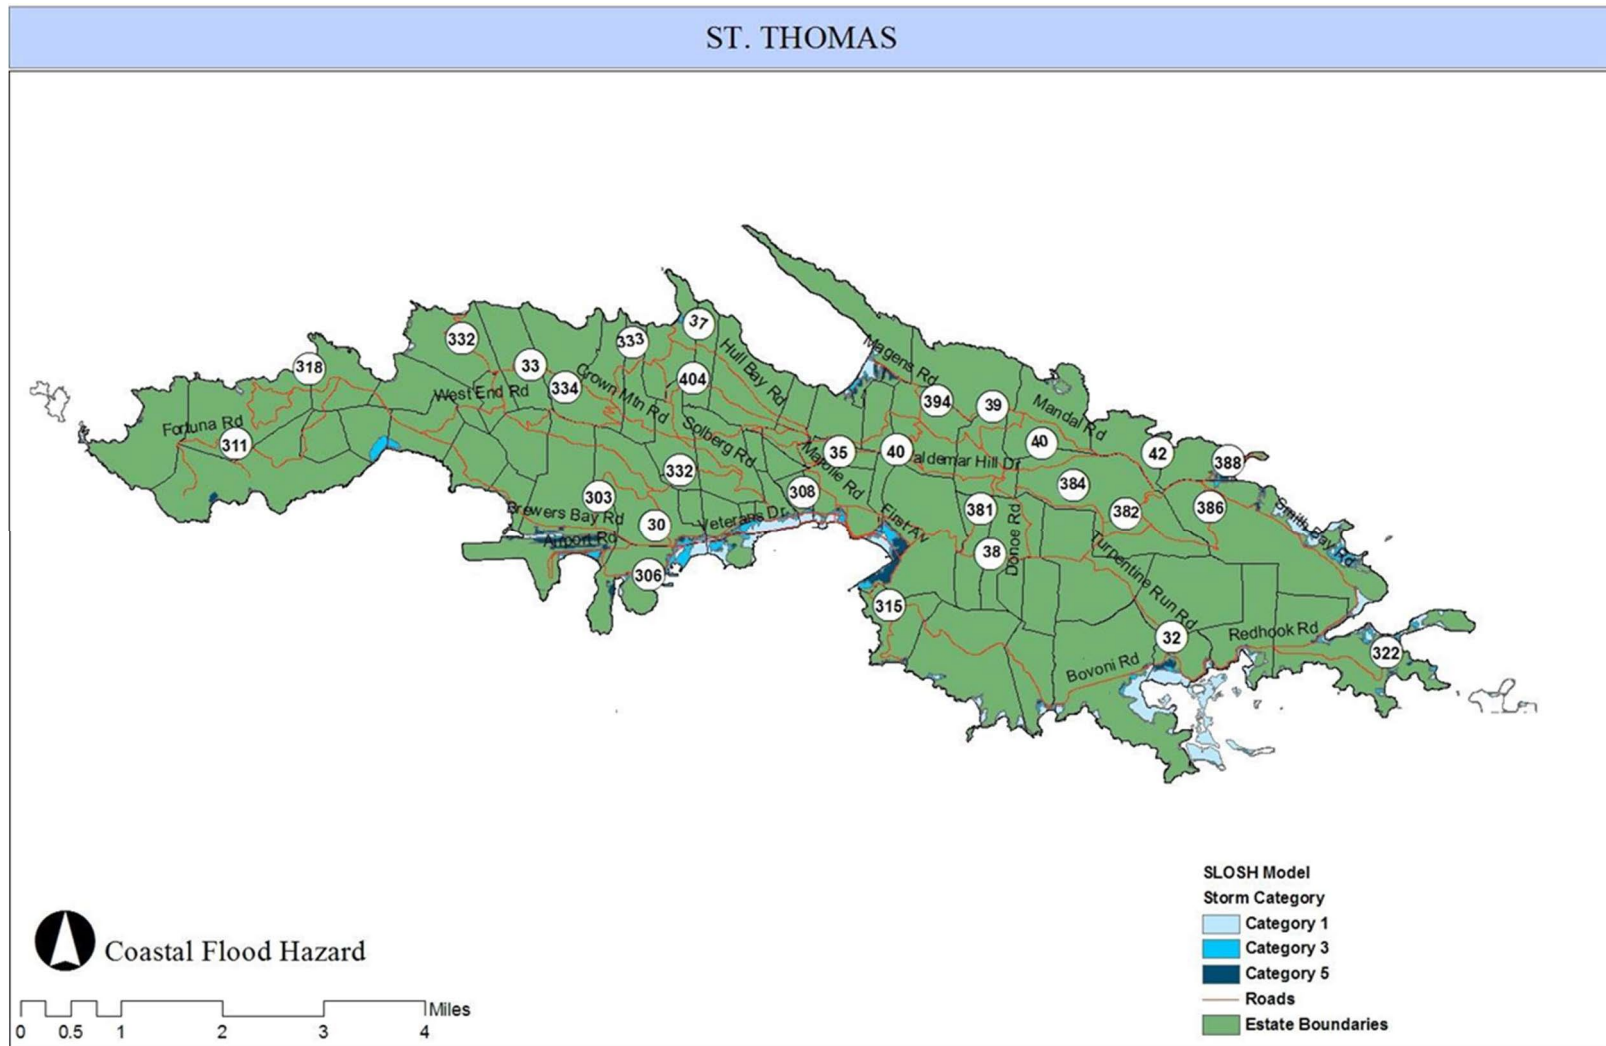 ST. THOMAS
37
332
333
Hull Bay Rd
Magens Rd
318
33
334
Crown Mtn Rd
404
West End Rd
394
39
Mandal Rd
Fortuna Rd
311
Solberg Rd
35
40
aldemar Hill Dr
40
42
388
332
308
384
303
381
382
386
Smith Bay Rd
Brewers Bay Rd
30
Veterans Dr
First Av
Donoe Rd
Airport Rd
38
Turpentine Run Rd
306
315
32
Redhook Rd
322
Bovoni Rd
SLOSH Model
Storm Category
Category 1
Category 3
Category 5
Roads
Estate Boundaries
Coastal Flood Hazard
Miles
0 0.5 1 2 3 4